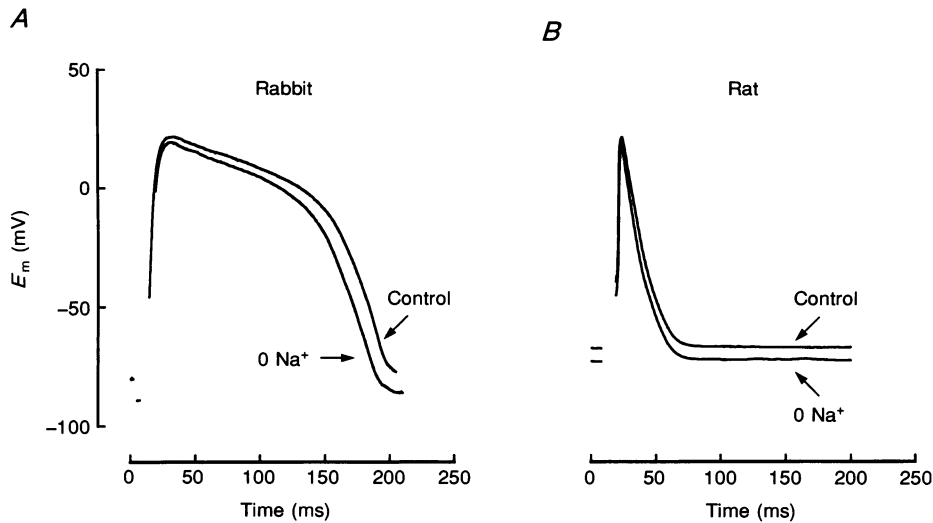 A
B
50
0
−50
−100
E_m (mV)
Rabbit
Control
0 Na⁺
0 50 100 150 200 250
Time (ms)
Rat
Control
0 Na⁺
0 50 100 150 200 250
Time (ms)